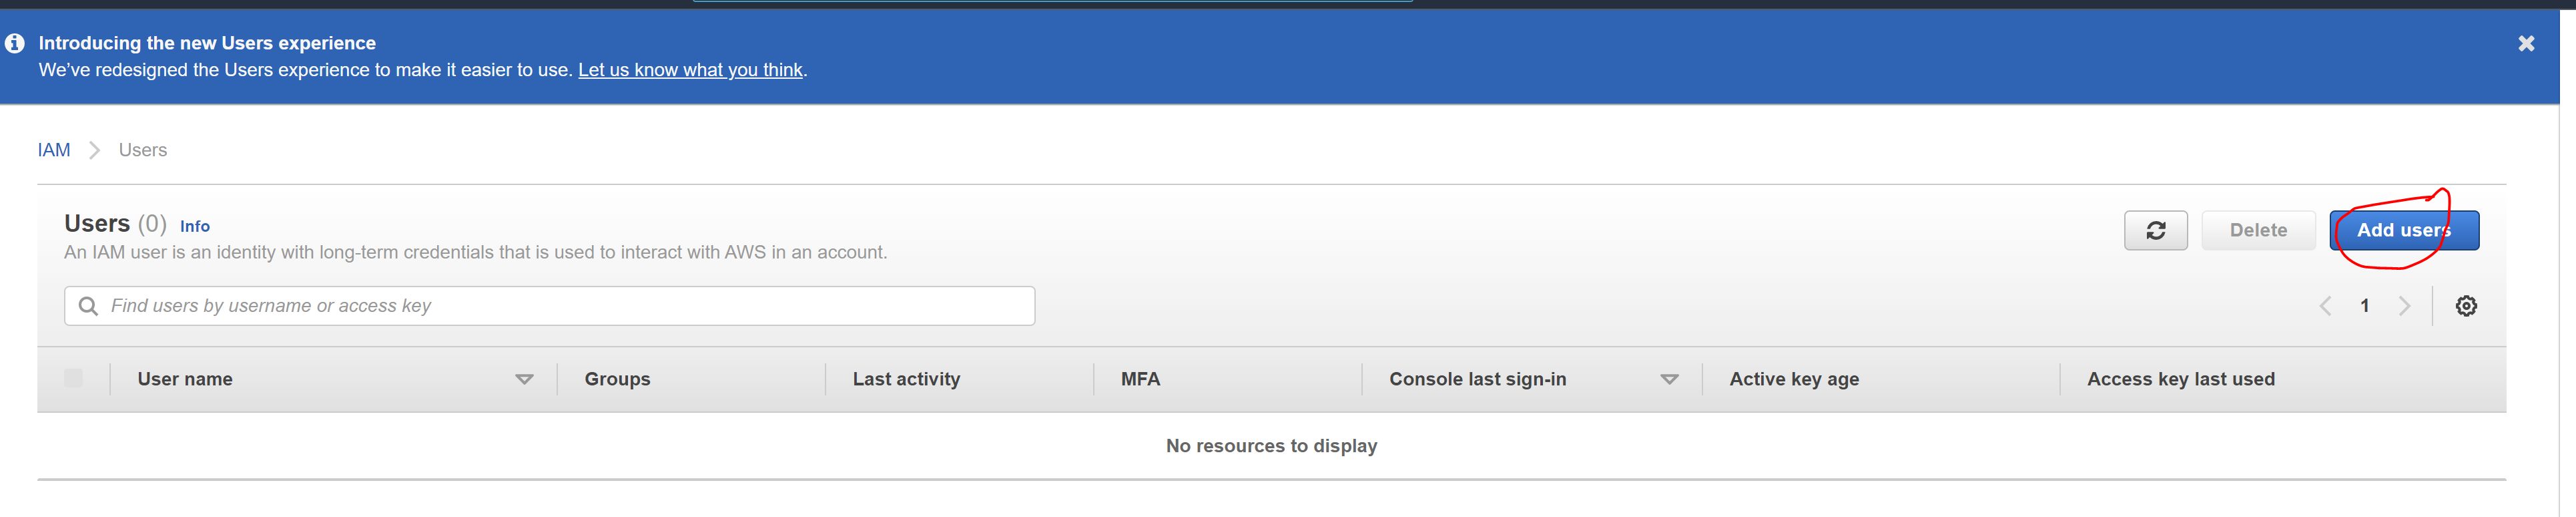 Introducing the new Users experience
We've redesigned the Users experience to make it easier to use. Let us know what you think.
IAM Users
Users (0) Info
An IAM user is an identity with long-term credentials that is used to interact with AWS in an account.
Delete
Add users
Find users by username or access key
1
User name Groups Last activity MFA Console last sign-in Active key age Access key last used
No resources to display